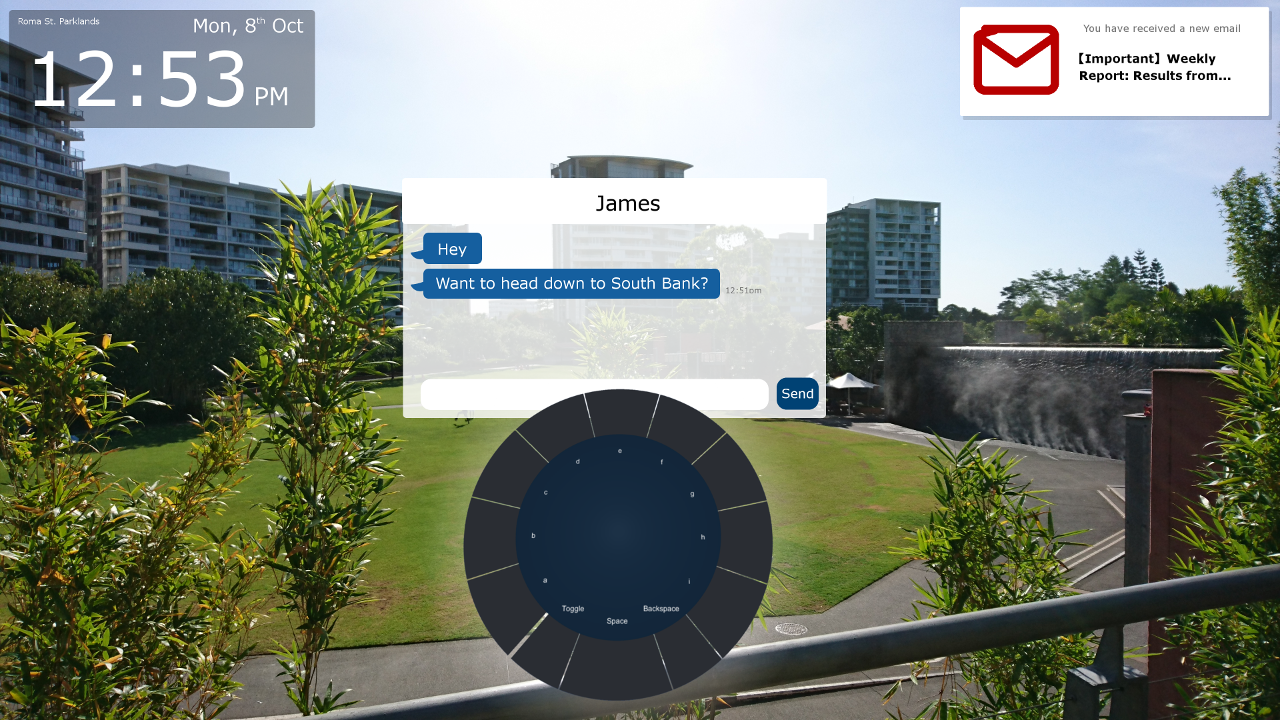 Roma St. Parklands
Mon, 8th Oct
12:53 PM
You have received a new email
【Important】Weekly
Report: Results from...
James
Hey
Want to head down to South Bank?
12:51pm
Send
e
d
f
c
g
b
h
a
i
Toggle
Backspace
Space